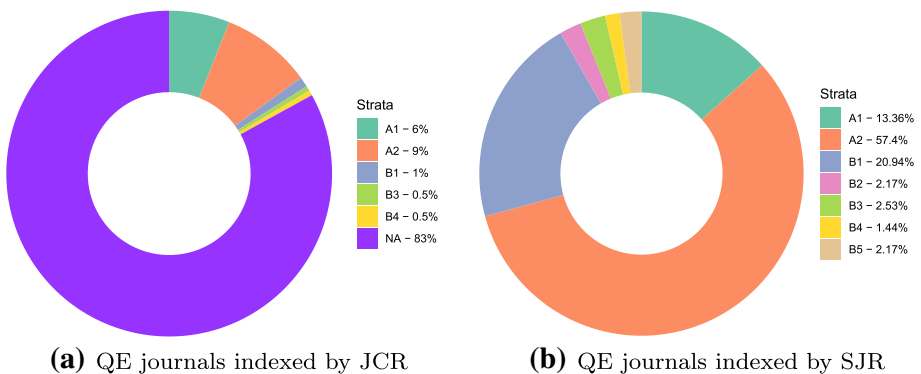 Strata
A1 − 6%
A2 − 9%
B1 − 1%
B3 − 0.5%
B4 − 0.5%
NA − 83%
(a) QE journals indexed by JCR
Strata
A1 − 13.36%
A2 − 57.4%
B1 − 20.94%
B2 − 2.17%
B3 − 2.53%
B4 − 1.44%
B5 − 2.17%
(b) QE journals indexed by SJR